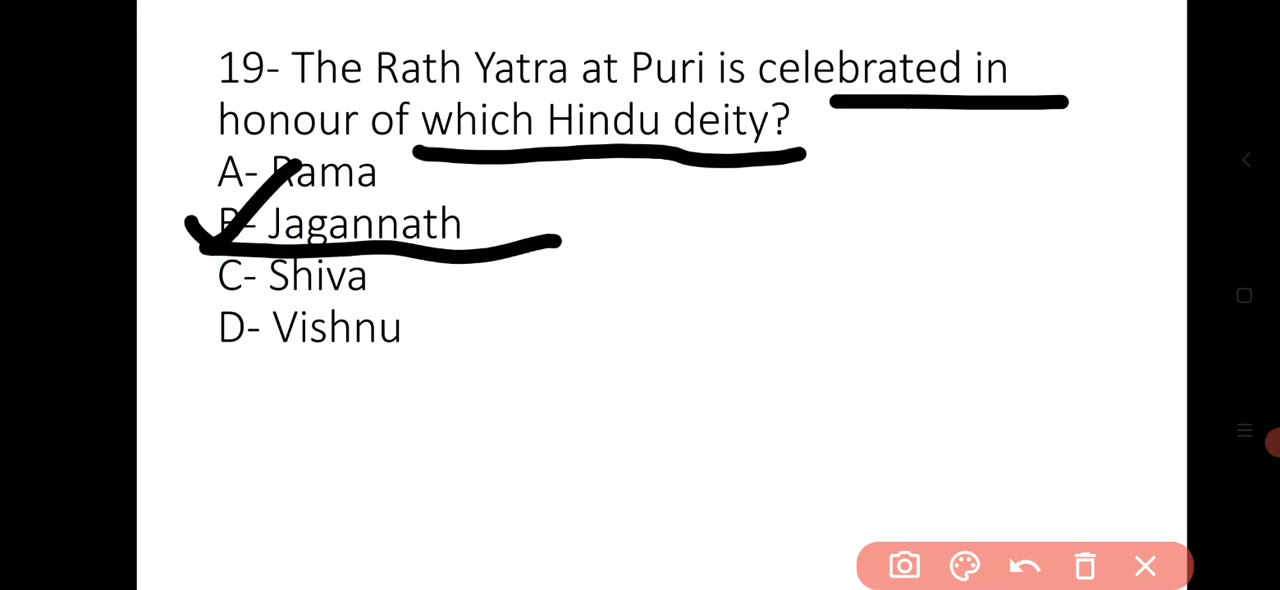 19- The Rath Yatra at Puri is celebrated in
honour of which Hindu deity?
A- Rama
B- Jagannath
C- Shiva
D- Vishnu